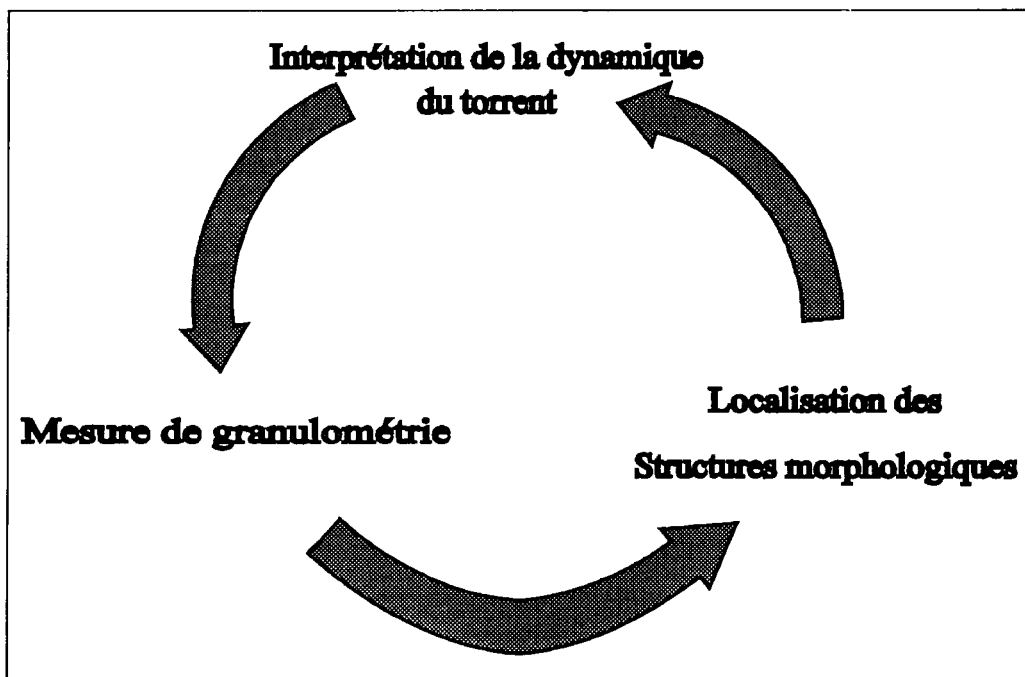 Interprétation de la dynamique
du torrent
Mesure de granulométrie
Localisation des
Structures morphologiques